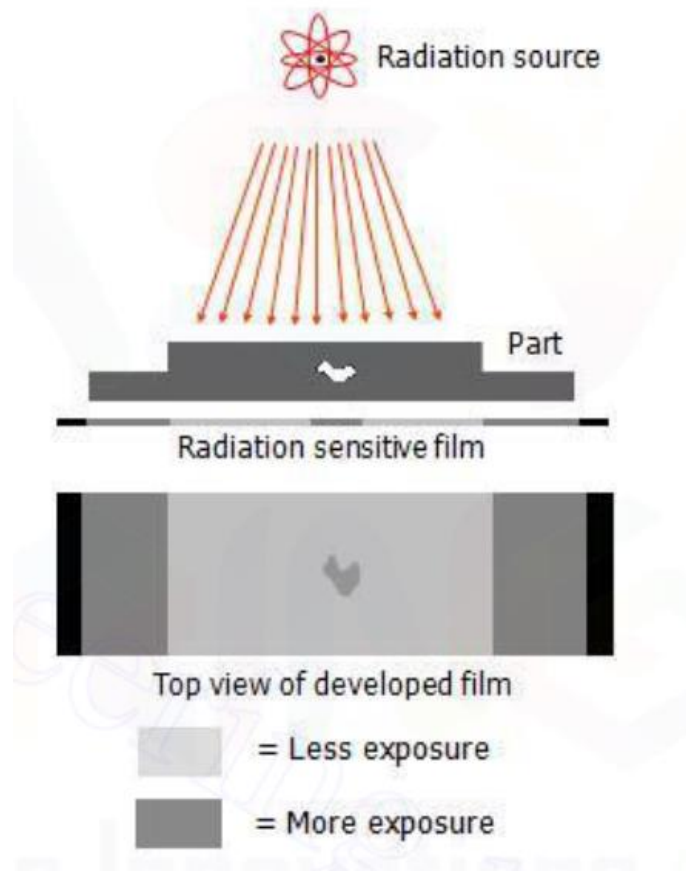 Radiation source
Part
Radiation sensitive film
Top view of developed film
= Less exposure
= More exposure